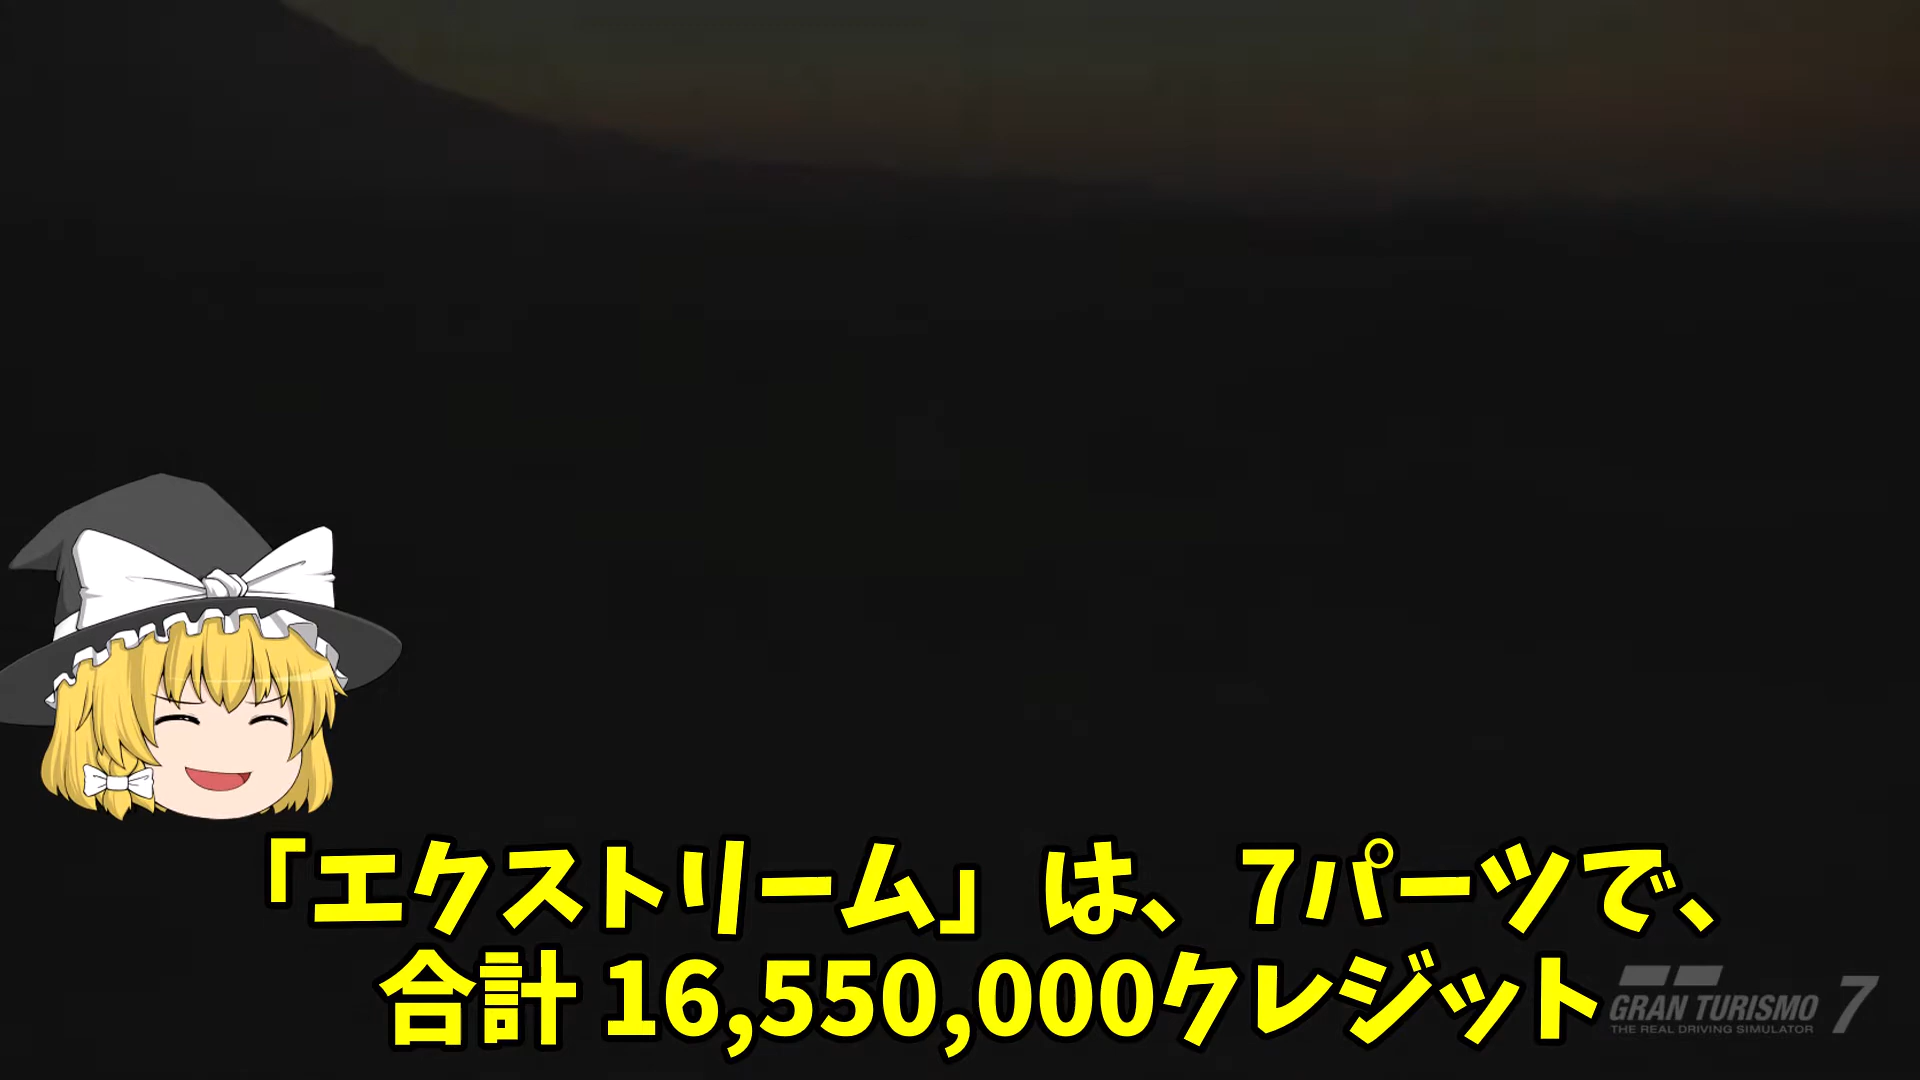 「エクストリーム」は、7パーツで、
合計 16,550,000クレジット
GRAN TURISMO 7
THE REAL DRIVING SIMULATOR